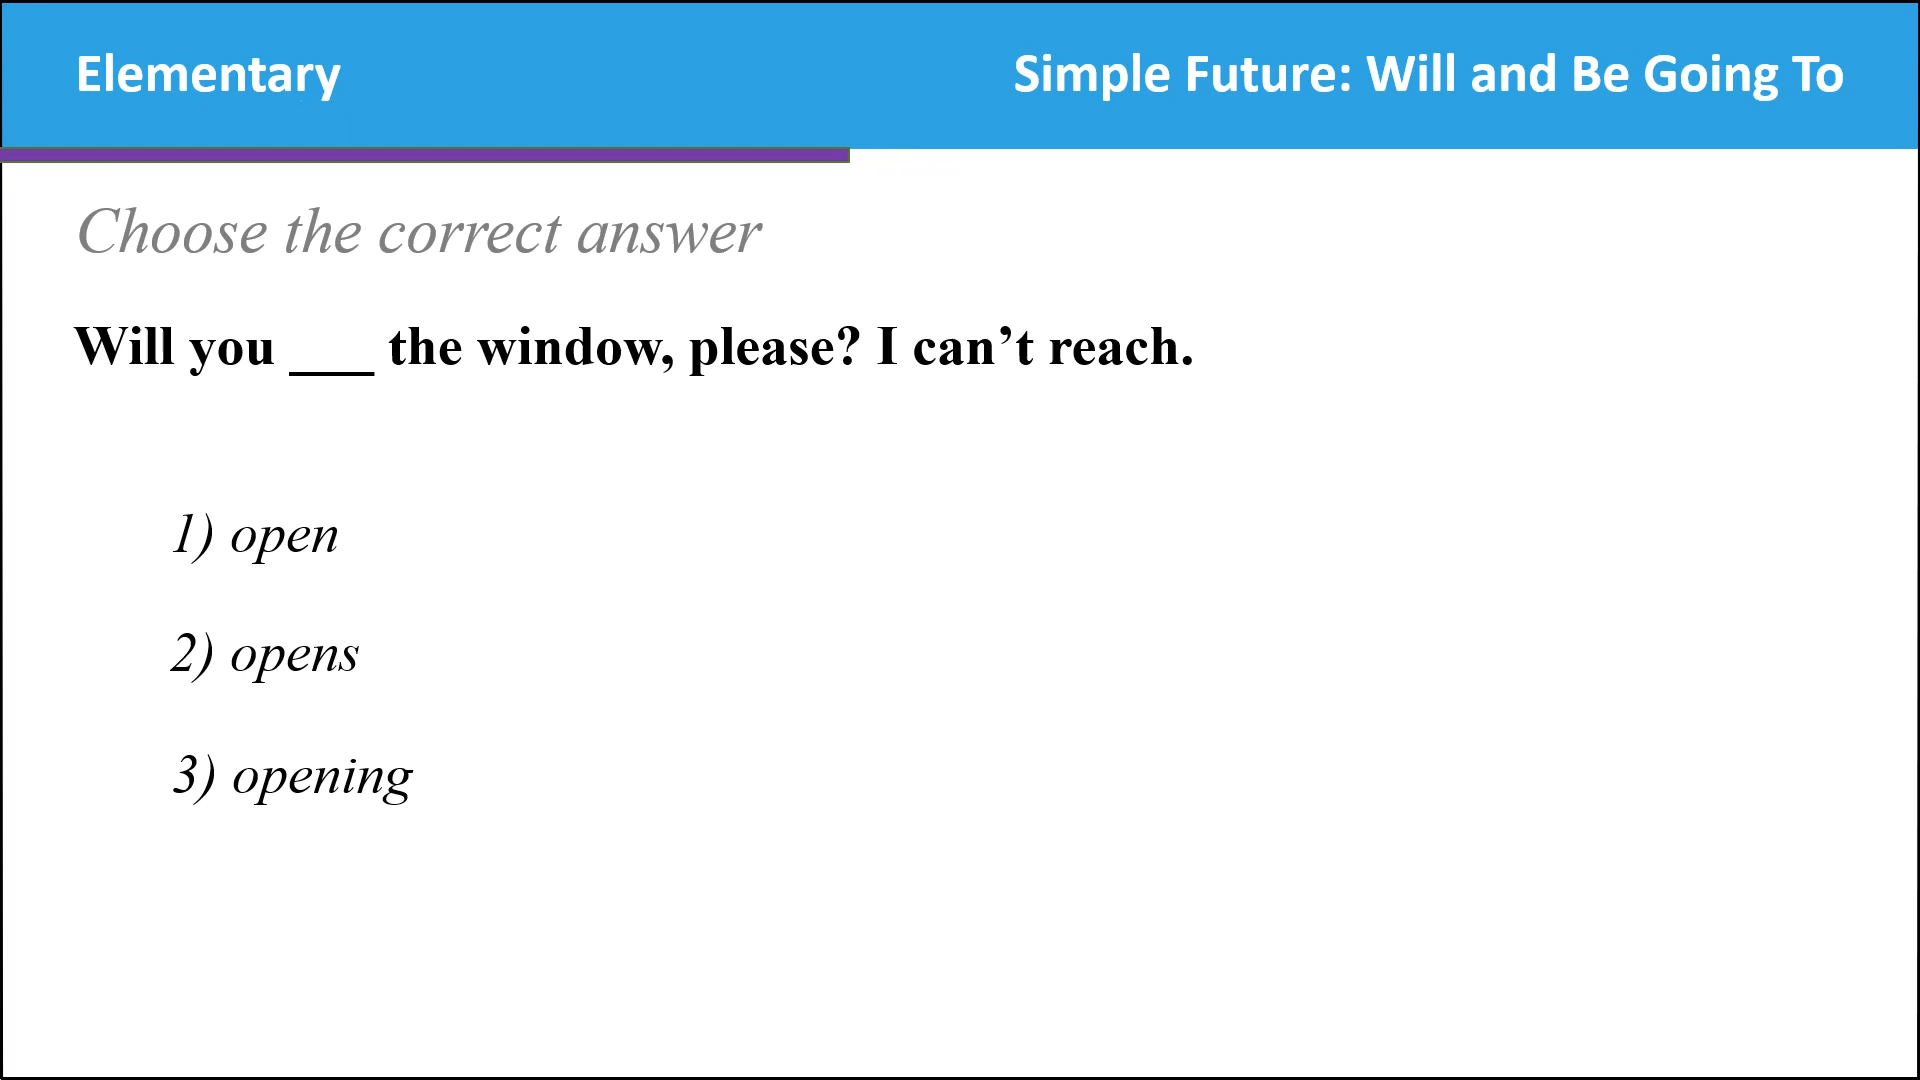 Elementary
Simple Future: Will and Be Going To
Choose the correct answer
Will you ___ the window, please? I can’t reach.
1) open
2) opens
3) opening